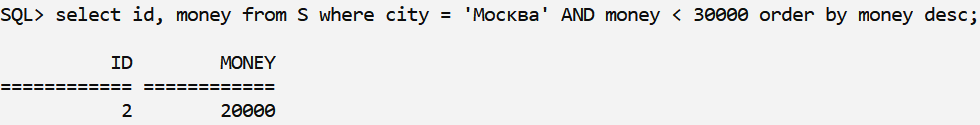 SQL> select id, money from S where city = 'Москва' AND money < 30000 order by money desc;
ID MONEY
============ ============
2 20000